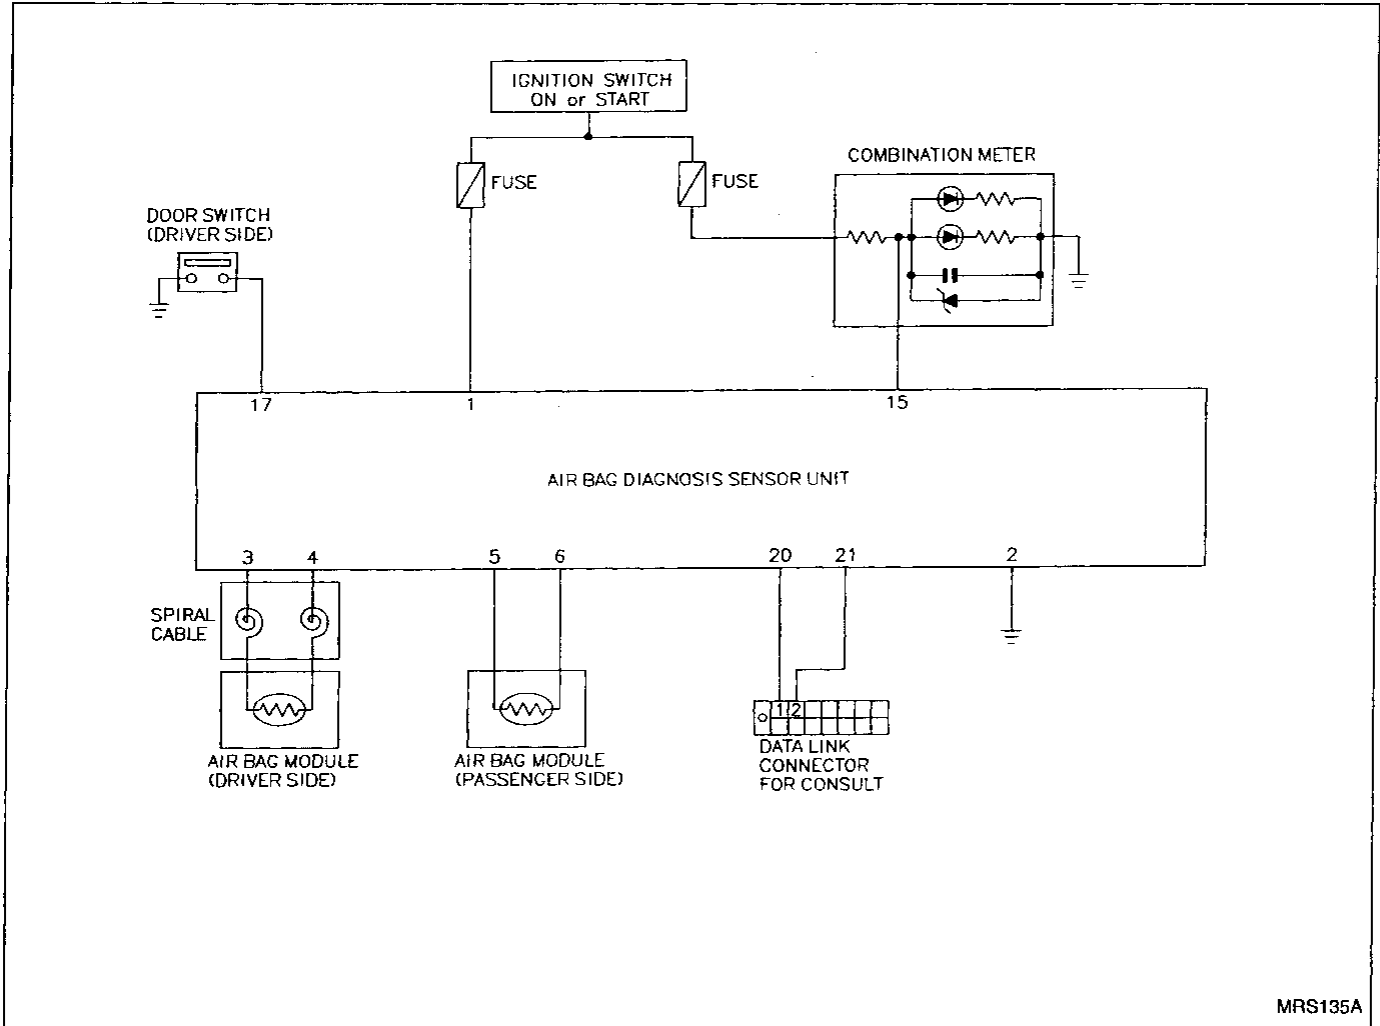 IGNITION SWITCH
ON or START
COMBINATION METER
FUSE
FUSE
DOOR SWITCH
(DRIVER SIDE)
17
1
15
AIR BAG DIAGNOSIS SENSOR UNIT
3
4
5
6
20
21
2
SPIRAL
CABLE
1
2
AIR BAG MODULE
(DRIVER SIDE)
AIR BAG MODULE
(PASSENGER SIDE)
DATA LINK
CONNECTOR
FOR CONSULT
MRS135A